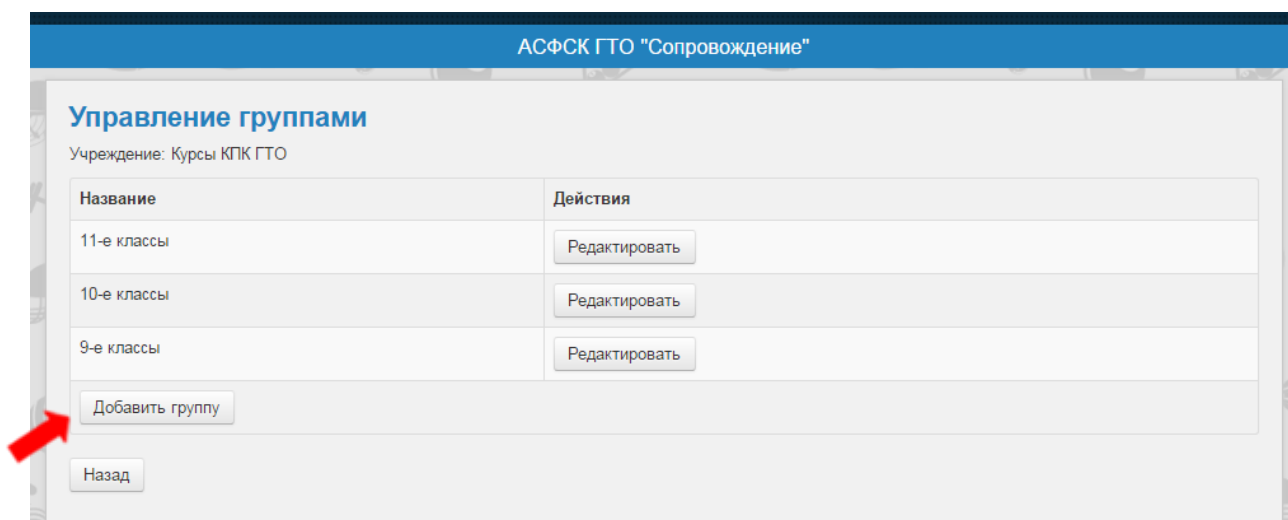 АСФСК ГТО "Сопровождение"
Управление группами
Учреждение: Курсы КПК ГТО
Название Действия
11-е классы Редактировать
10-е классы Редактировать
9-е классы Редактировать
Добавить группу
Назад